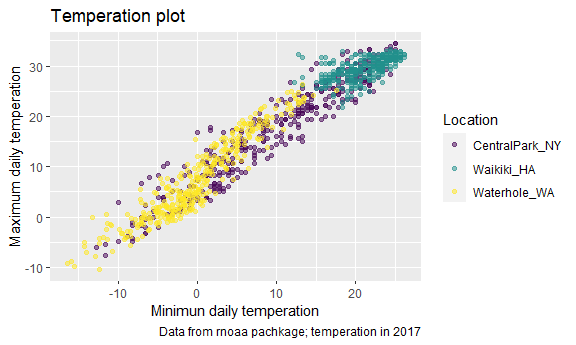 Temperation plot
Maximum daily temperation
30
20
10
0
-10
-10
0
10
20
Minimun daily temperation
Location
CentralPark_NY
Waikiki_HA
Waterhole_WA
Data from rnoaa pachkage; temperation in 2017